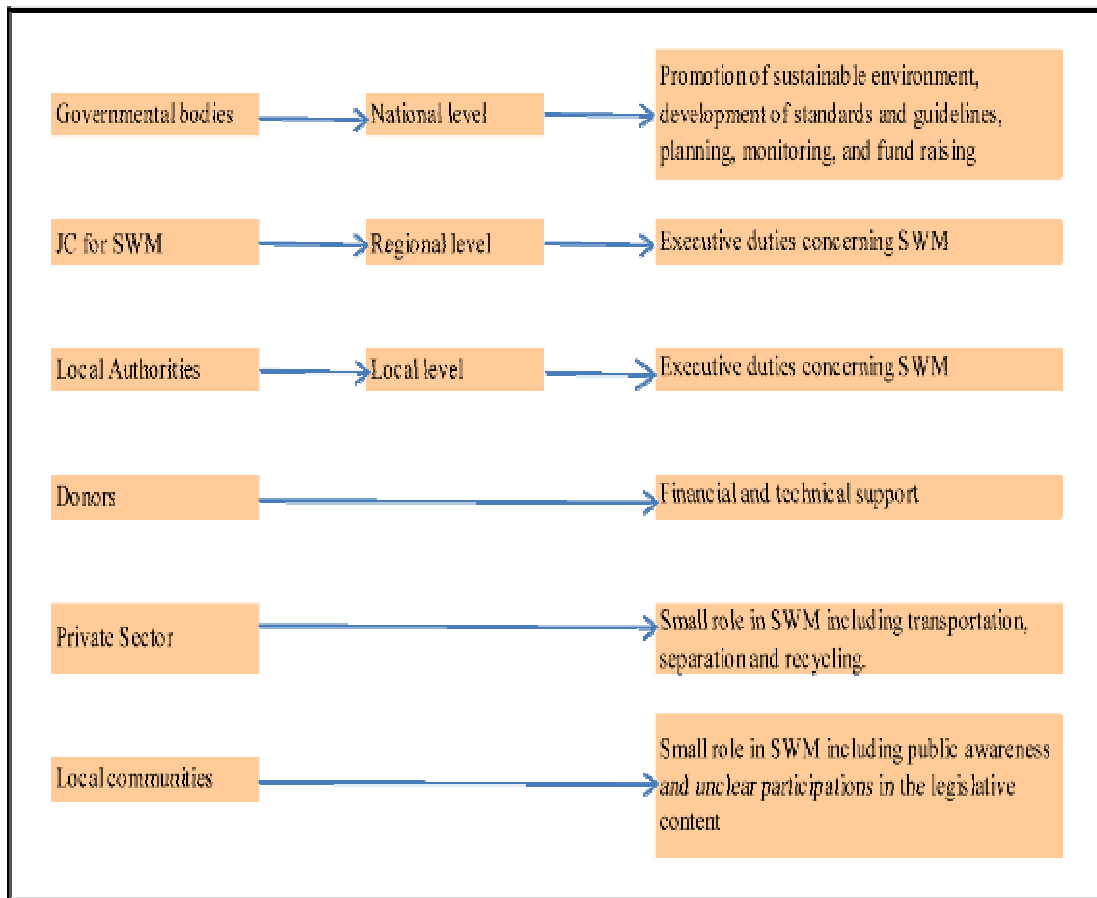 Governmental bodies
National level
Promotion of sustainable environment,
development of standards and guidelines,
planning, monitoring, and fund raising
JC for SWM
Regional level
Executive duties concerning SWM
Local Authorities
Local level
Executive duties concerning SWM
Donors
Financial and technical support
Private Sector
Small role in SWM including transportation,
separation and recycling.
Local communities
Small role in SWM including public awareness
and unclear participations in the legislative
content